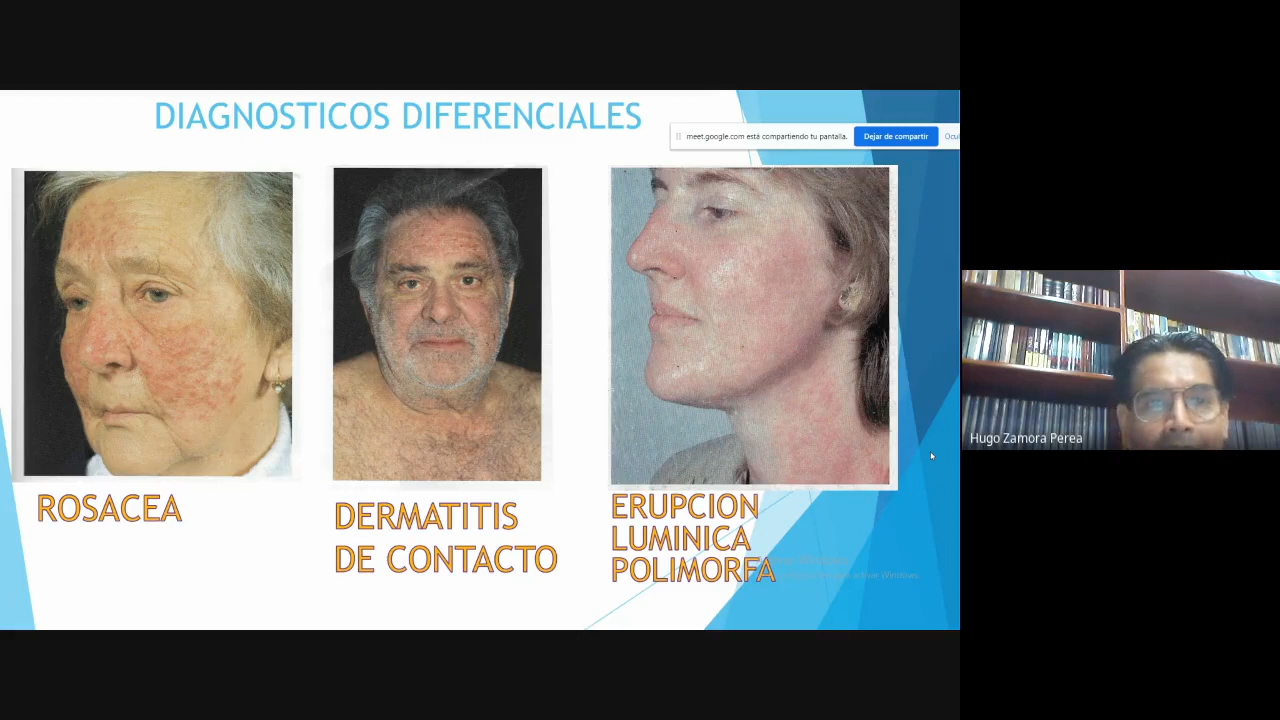 DIAGNOSTICOS DIFERENCIALES
meet.google.com está compartiendo tu pantalla.
Dejar de compartir
ROSACEA
DERMATITIS
DE CONTACTO
ERUPCION
LUMINICA
POLIMORFA
Hugo Zamora Perea